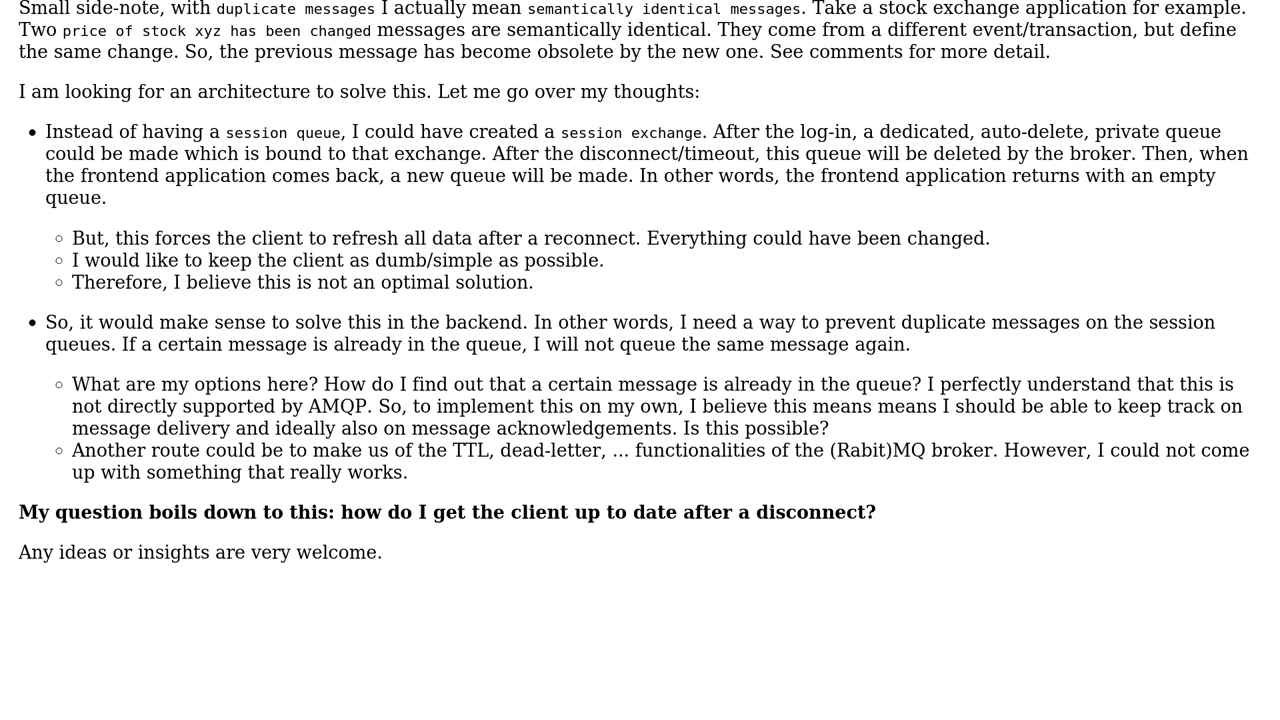 Small side-note, with duplicate messages I actually mean semantically identical messages. Take a stock exchange application for example.
Two price of stock xyz has been changed messages are semantically identical. They come from a different event/transaction, but define
the same change. So, the previous message has become obsolete by the new one. See comments for more detail.
I am looking for an architecture to solve this. Let me go over my thoughts:
• Instead of having a session queue, I could have created a session exchange. After the log-in, a dedicated, auto-delete, private queue
could be made which is bound to that exchange. After the disconnect/timeout, this queue will be deleted by the broker. Then, when
the frontend application comes back, a new queue will be made. In other words, the frontend application returns with an empty
queue.
◦ But, this forces the client to refresh all data after a reconnect. Everything could have been changed.
◦ I would like to keep the client as dumb/simple as possible.
◦ Therefore, I believe this is not an optimal solution.
• So, it would make sense to solve this in the backend. In other words, I need a way to prevent duplicate messages on the session
queues. If a certain message is already in the queue, I will not queue the same message again.
◦ What are my options here? How do I find out that a certain message is already in the queue? I perfectly understand that this is
not directly supported by AMQP. So, to implement this on my own, I believe this means means I should be able to keep track on
message delivery and ideally also on message acknowledgements. Is this possible?
◦ Another route could be to make us of the TTL, dead-letter, ... functionalities of the (Rabit)MQ broker. However, I could not come
up with something that really works.
My question boils down to this: how do I get the client up to date after a disconnect?
Any ideas or insights are very welcome.